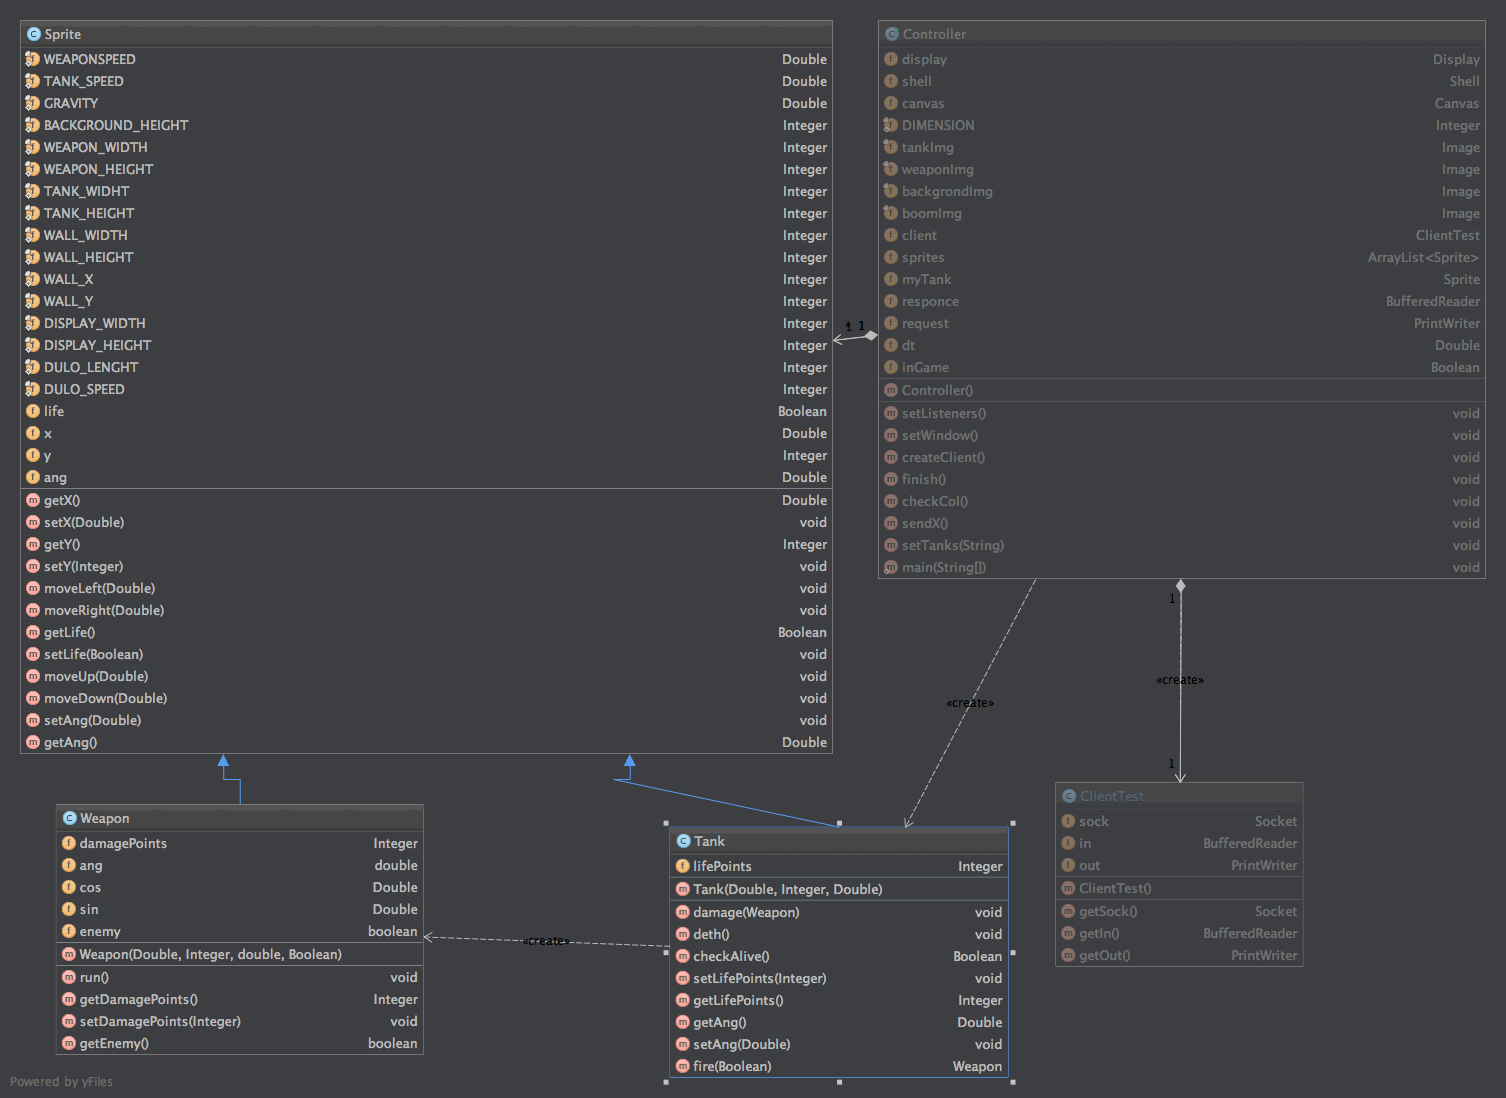 Sprite
WEAPONSPEED Double
TANK_SPEED Double
GRAVITY Double
BACKGROUND_HEIGHT Integer
WEAPON_WIDTH Integer
WEAPON_HEIGHT Integer
TANK_WIDHT Integer
TANK_HEIGHT Integer
WALL_WIDTH Integer
WALL_HEIGHT Integer
WALL_X Integer
WALL_Y Integer
DISPLAY_WIDTH Integer
DISPLAY_HEIGHT Integer
DULO_LENGHT Integer
DULO_SPEED Integer
life Boolean
x Double
y Integer
ang Double
getX() Double
setX(Double) void
getY() Integer
setY(Integer) void
moveLeft(Double) void
moveRight(Double) void
getLife() Boolean
setLife(Boolean) void
moveUp(Double) void
moveDown(Double) void
setAng(Double) void
getAng() Double
1
Controller
display Display
shell Shell
canvas Canvas
DIMENSION Integer
tankImg Image
weaponImg Image
backgrondImg Image
boomImg Image
client ClientTest
sprites ArrayList<Sprite>
myTank Sprite
responce BufferedReader
request PrintWriter
dt Double
inGame Boolean
Controller()
setListeners() void
setWindow() void
createClient() void
finish() void
checkCol() void
sendX() void
setTanks(String) void
main(String[]) void
1
«create»
«create»
1
Weapon
damagePoints Integer
ang double
cos Double
sin Double
enemy boolean
Weapon(Double, Integer, double, Boolean)
run() void
getDamagePoints() Integer
setDamagePoints(Integer) void
getEnemy() boolean
«create»
Tank
lifePoints Integer
Tank(Double, Integer, Double)
damage(Weapon) void
deth() void
checkAlive() Boolean
setLifePoints(Integer) void
getLifePoints() Integer
getAng() Double
setAng(Double) void
fire(Boolean) Weapon
ClientTest
sock Socket
in BufferedReader
out PrintWriter
ClientTest()
getSock() Socket
getIn() BufferedReader
getOut() PrintWriter
Powered by yFiles